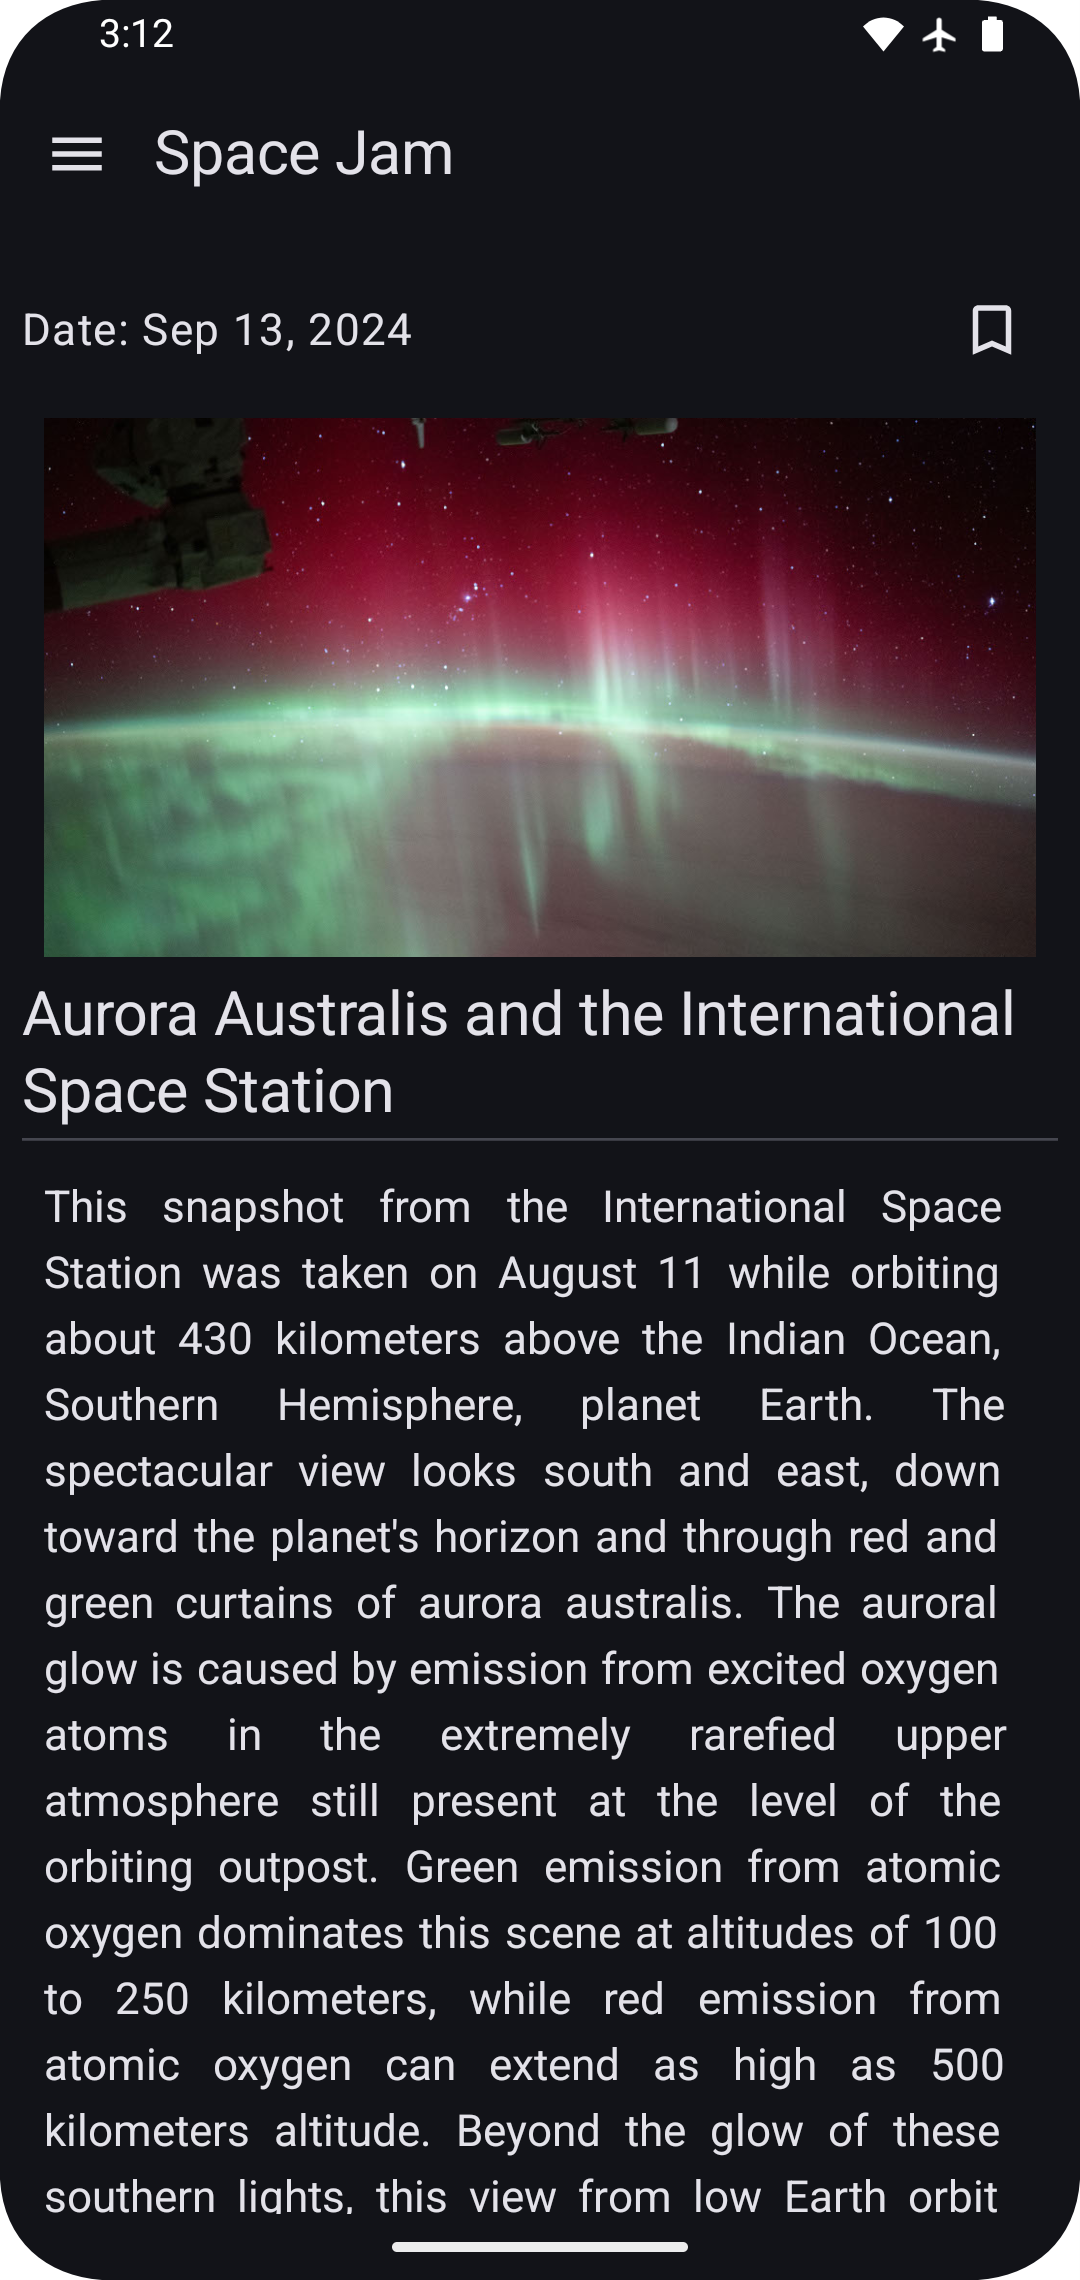 3:12
Space Jam
Date: Sep 13, 2024
Aurora Australis and the International
Space Station
This snapshot from the International Space
Station was taken on August 11 while orbiting
about 430 kilometers above the Indian Ocean,
Southern Hemisphere, planet Earth. The
spectacular view looks south and east, down
toward the planet's horizon and through red and
green curtains of aurora australis. The auroral
glow is caused by emission from excited oxygen
atoms in the extremely rarefied upper
atmosphere still present at the level of the
orbiting outpost. Green emission from atomic
oxygen dominates this scene at altitudes of 100
to 250 kilometers, while red emission from
atomic oxygen can extend as high as 500
kilometers altitude. Beyond the glow of these
southern lights, this view from low Earth orbit